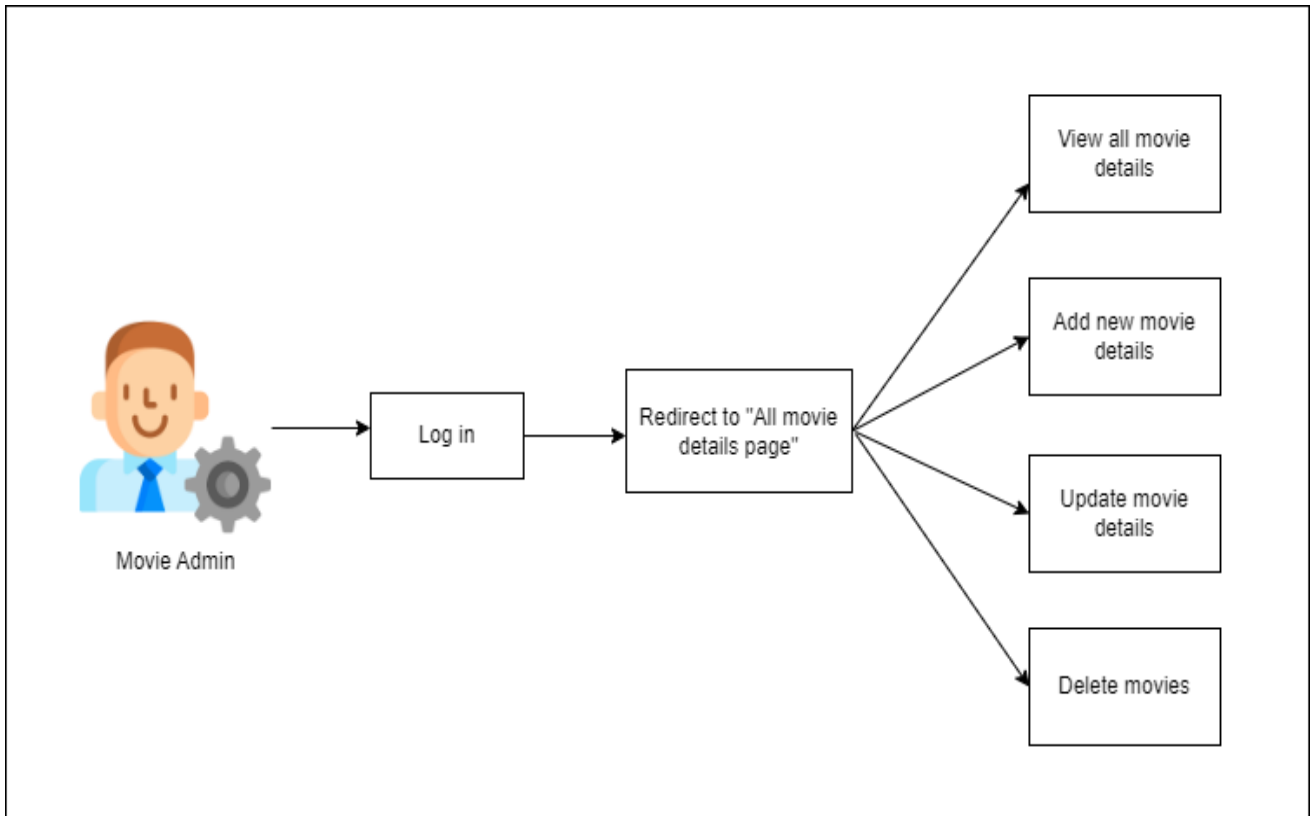 View all movie
details
Add new movie
details
Redirect to "All movie
details page"
Log in
Update movie
details
Movie Admin
Delete movies